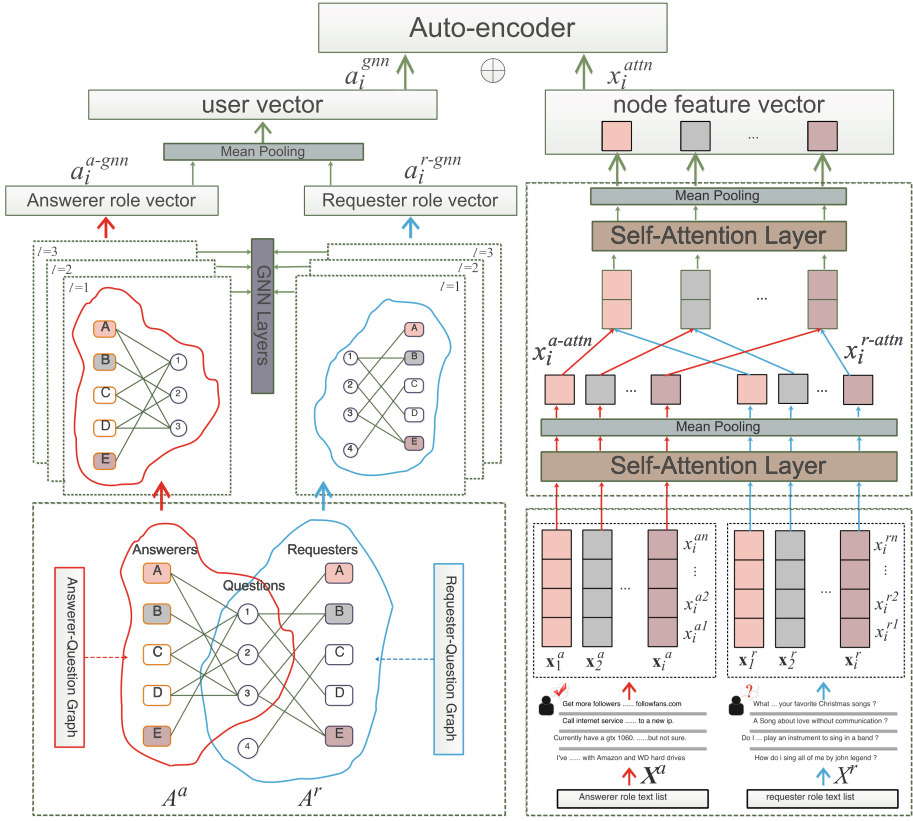 Auto-encoder
a_i^{gnn}
x_i^{attn}
user vector
node feature vector
...
Mean Pooling
a_i^{a-gnn}
a_i^{r-gnn}
Answerer role vector
Requester role vector
Mean Pooling
Self-Attention Layer
l=3
l=2
l=1
GNN Layers
l=3
l=2
l=1
...
A
B
C
D
E
1
2
3
1
2
3
4
A
B
C
D
E
x_i^{a-attn}
x_i^{r-attn}
...
...
Mean Pooling
Self-Attention Layer
Answerers
Requesters
Questions
Answerer-Question Graph
A
B
C
D
E
1
2
3
4
A
B
C
D
E
Requester-Question Graph
A^a
A^r
x_i^{an}
⋮
x_i^{a2}
x_i^{a1}
...
x_i^{rn}
⋮
x_i^{r2}
x_i^{r1}
...
x_1^a
x_2^a
x_i^a
x_1^r
x_2^r
x_i^r
Get more followers ...... followfans.com
Call internet service ...... to a new ip.
Currently have a gtx 1060. ......but not sure.
I've ...... with Amazon and WD hard drives
X^a
Answerer role text list
?
What ... your favorite Christmas songs ?
A Song about love without communication ?
Do I ... play an instrument to sing in a band ?
How do i sing all of me by john legend ?
X^r
requester role text list